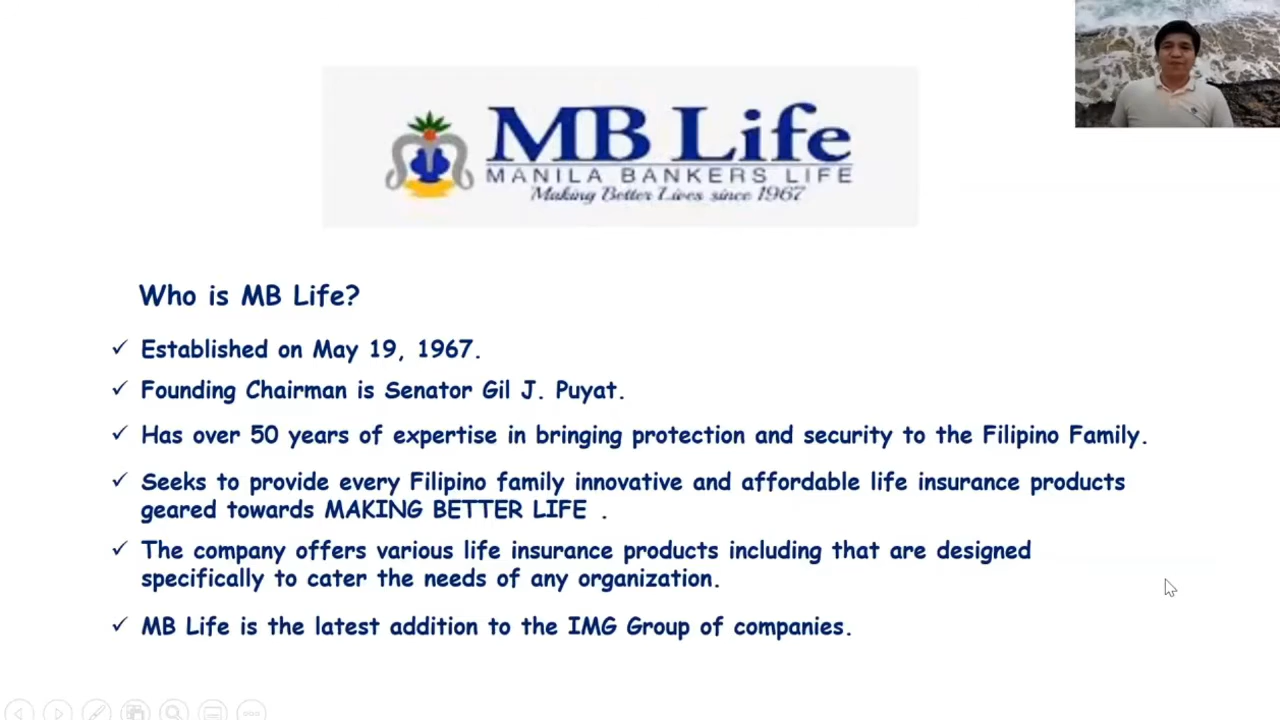 MB Life
MANILA BANKERS LIFE
Making Better Lives since 1967
Who is MB Life?
✓ Established on May 19, 1967.
✓ Founding Chairman is Senator Gil J. Puyat.
✓ Has over 50 years of expertise in bringing protection and security to the Filipino Family.
✓ Seeks to provide every Filipino family innovative and affordable life insurance products
geared towards MAKING BETTER LIFE .
✓ The company offers various life insurance products including that are designed
specifically to cater the needs of any organization.
✓ MB Life is the latest addition to the IMG Group of companies.